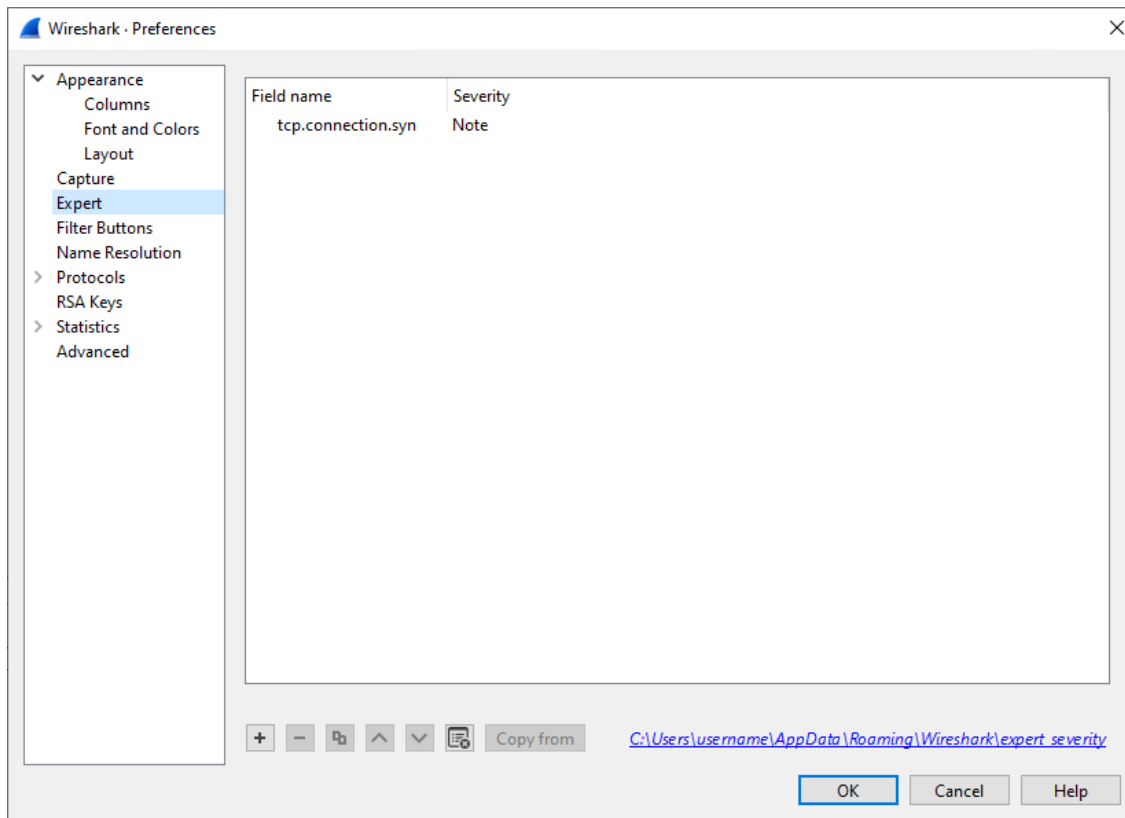 Wireshark · Preferences
Appearance
Columns
Font and Colors
Layout
Capture
Expert
Filter Buttons
Name Resolution
Protocols
RSA Keys
Statistics
Advanced
Field name Severity
tcp.connection.syn Note
Copy from C:\Users\username\AppData\Roaming\Wireshark\expert_severity
OK Cancel Help